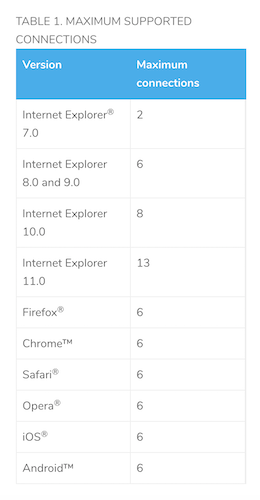 TABLE 1. MAXIMUM SUPPORTED
CONNECTIONS
Version Maximum
connections
Internet Explorer® 2
7.0
Internet Explorer 6
8.0 and 9.0
Internet Explorer 8
10.0
Internet Explorer 13
11.0
Firefox® 6
Chrome™ 6
Safari® 6
Opera® 6
iOS® 6
Android™ 6